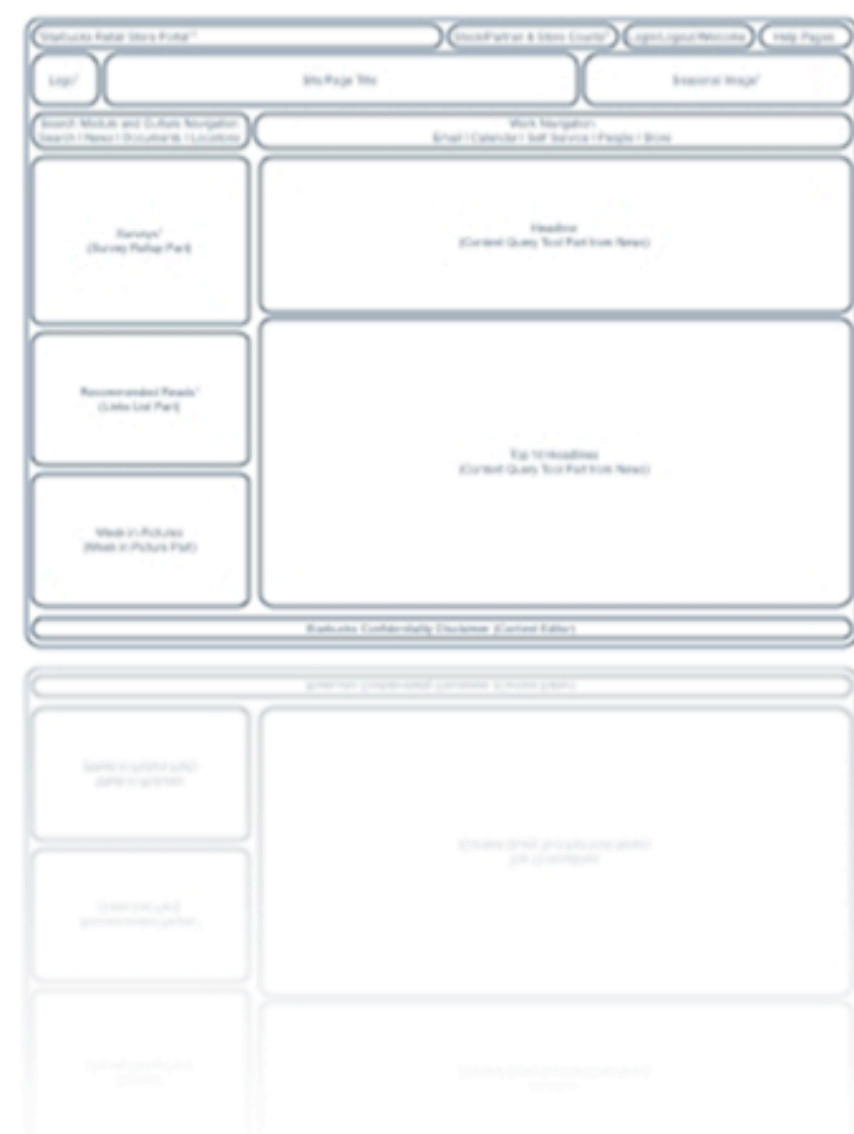 Starbucks Retail Store Portal
Stock/Partner & Store Counts
Login/Logout/Welcome
Help Pages
Logo
Site/Page Title
Seasonal Image
Search Module and Culture Navigation
Search | News | Documents | Locations
Work Navigation
Email | Calendar | Self Service | People | Store
Surveys
(Survey Rollup Part)
Headline
(Content Query Tool Part from News)
Recommended Reads
(Links List Part)
Top 10 Headlines
(Content Query Tool Part from News)
Week in Pictures
(Week in Picture Part)
Starbucks Confidentiality Disclaimer (Content Editor)